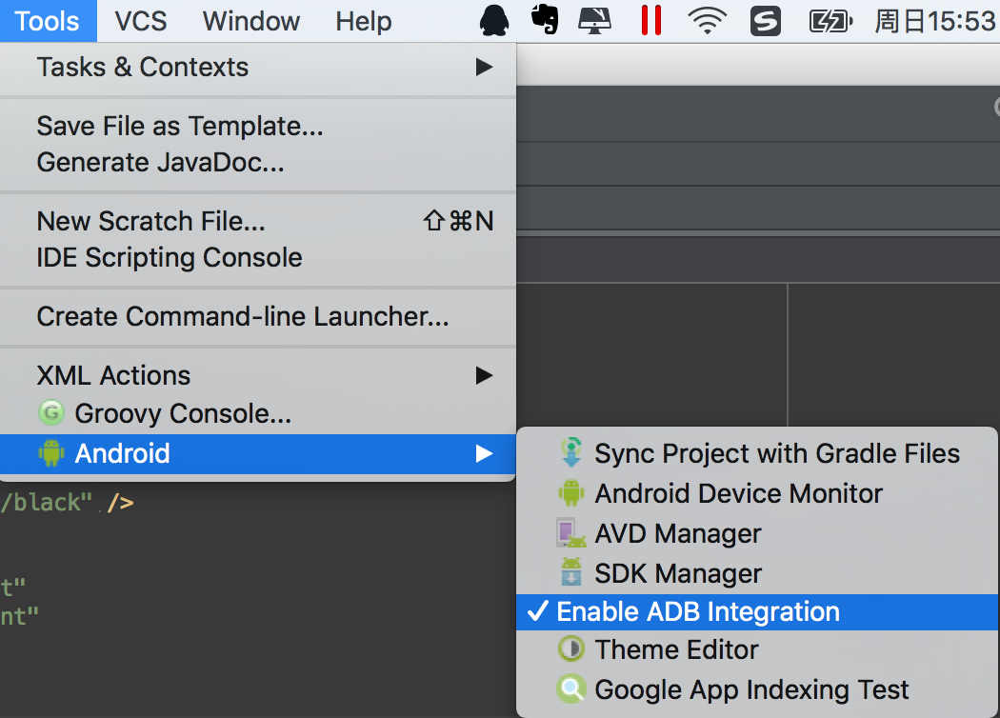 Tools VCS Window Help 周日15:53
Tasks & Contexts
Save File as Template...
Generate JavaDoc...
New Scratch File... ⇧⌘N
IDE Scripting Console
Create Command-line Launcher...
XML Actions
Groovy Console...
Android
Sync Project with Gradle Files
Android Device Monitor
AVD Manager
SDK Manager
✓ Enable ADB Integration
Theme Editor
Google App Indexing Test
/black" />
t"
nt"